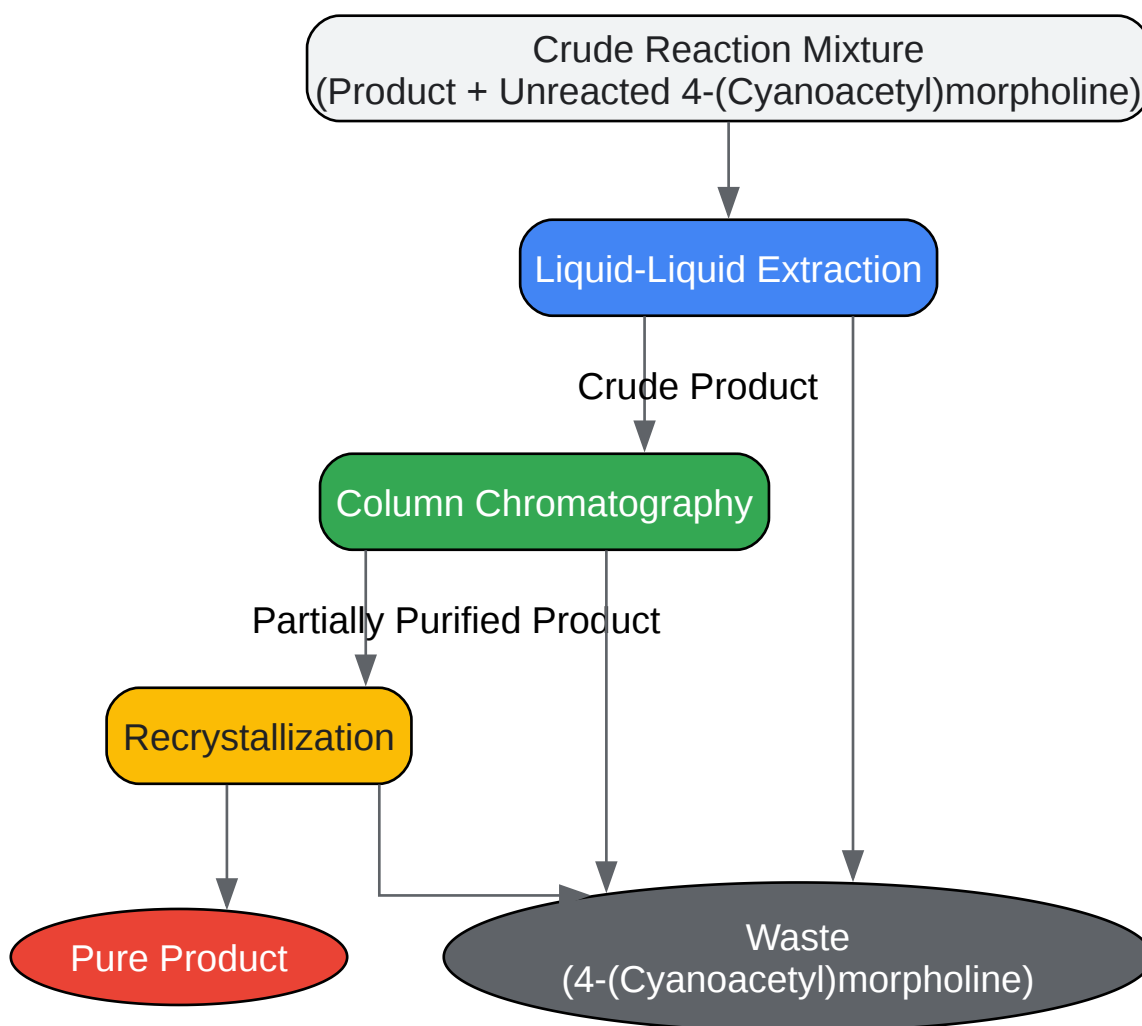 Crude Reaction Mixture
(Product + Unreacted 4-(Cyanoacetyl)morpholine)
Liquid-Liquid Extraction
Crude Product
Column Chromatography
Partially Purified Product
Recrystallization
Pure Product
Waste
(4-(Cyanoacetyl)morpholine)